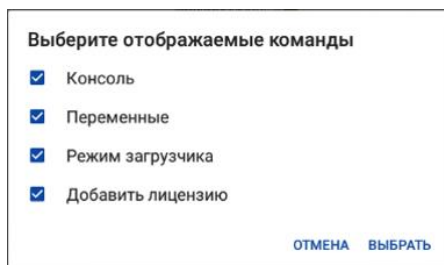 Выберите отображаемые команды
Консоль
Переменные
Режим загрузчика
Добавить лицензию
ОТМЕНА ВЫБРАТЬ